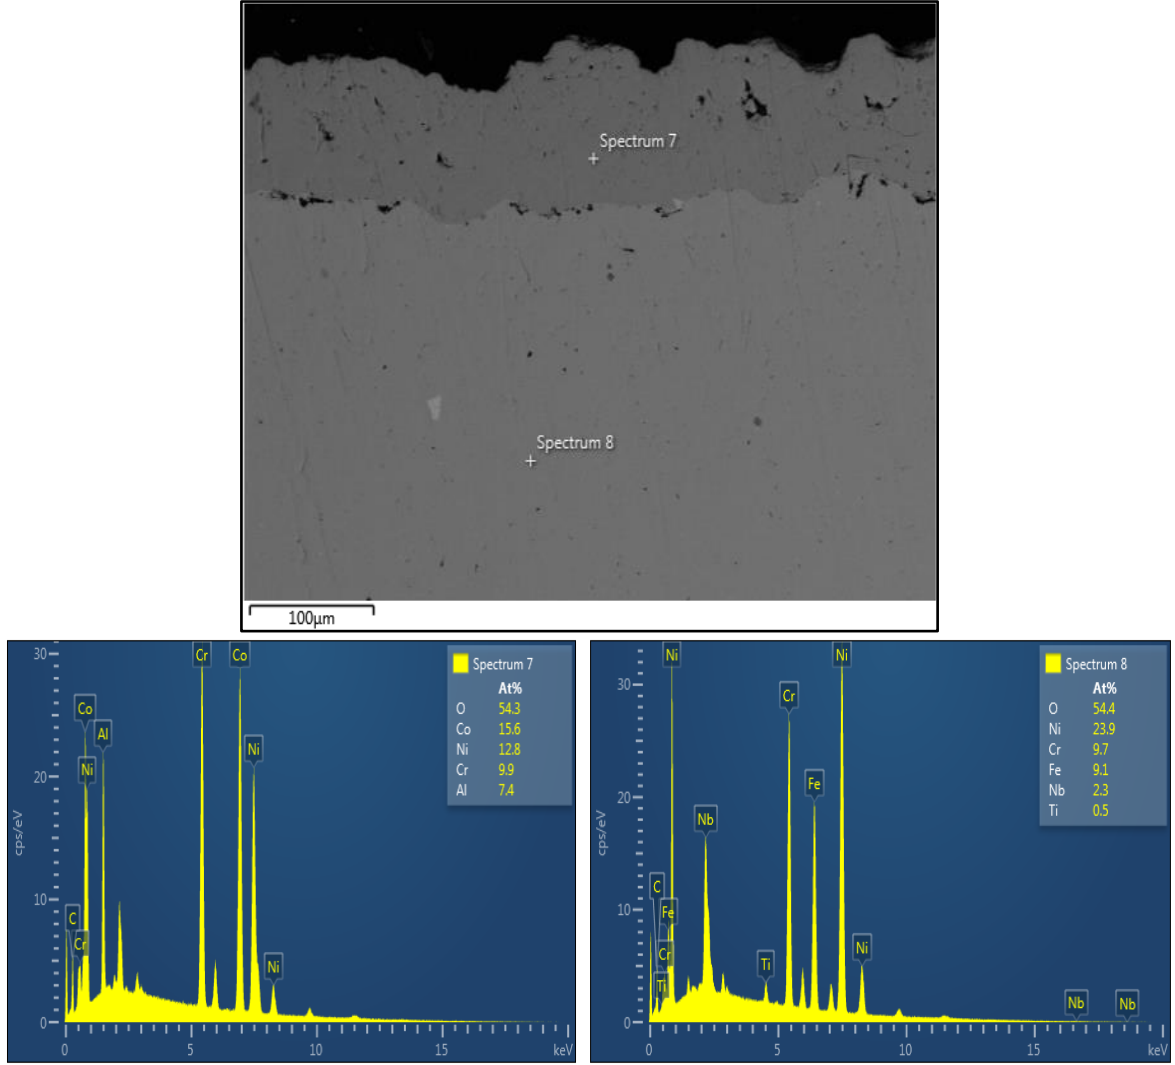 Spectrum 7
Spectrum 8
100µm
30
20
10
0
cps/eV
Co
Ni
Al
C
Cr
Cr
Co
Ni
Ni
Spectrum 7
At%
O 54.3
Co 15.6
Ni 12.8
Cr 9.9
Al 7.4
0 5 10 15 keV
30
20
10
0
cps/eV
Ni
Nb
C
Fe
Cr
Ti
Ti
Cr
Fe
Ni
Ni
Nb
Nb
Spectrum 8
At%
O 54.4
Ni 23.9
Cr 9.7
Fe 9.1
Nb 2.3
Ti 0.5
0 5 10 15 keV